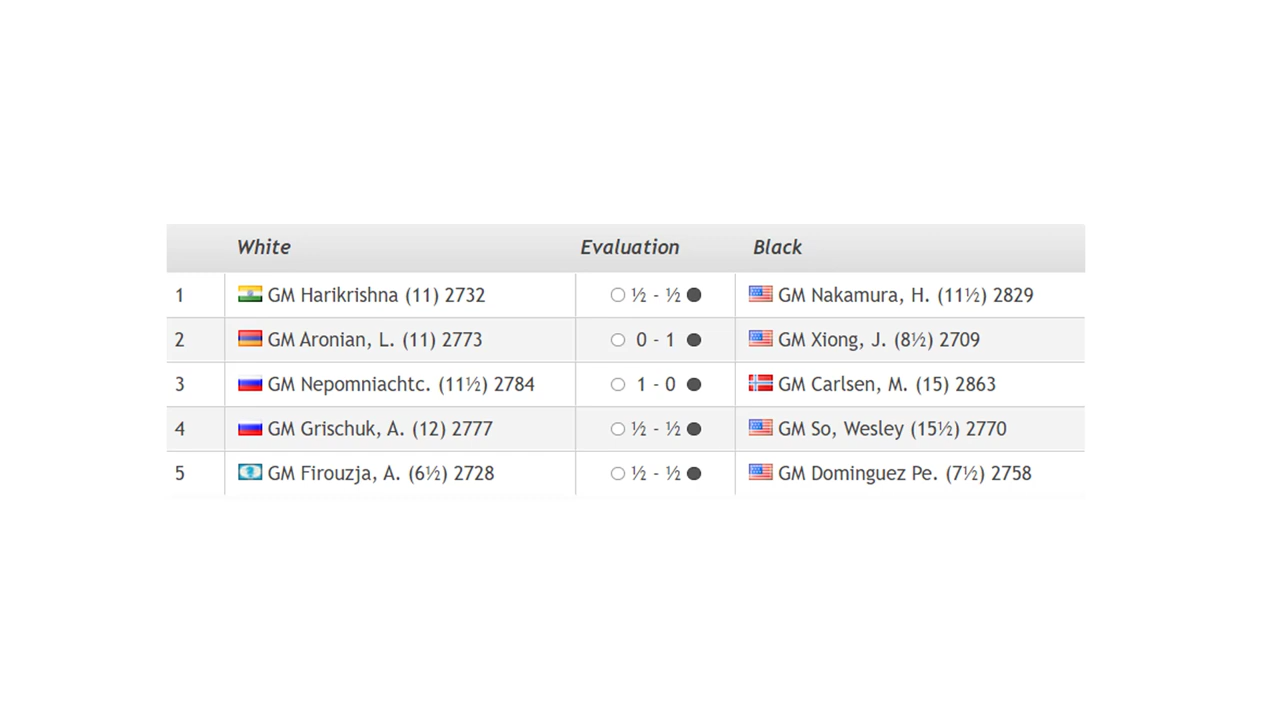 White Evaluation Black
1 GM Harikrishna (11) 2732 ½ - ½ GM Nakamura, H. (11½) 2829
2 GM Aronian, L. (11) 2773 0 - 1 GM Xiong, J. (8½) 2709
3 GM Nepomniachtc. (11½) 2784 1 - 0 GM Carlsen, M. (15) 2863
4 GM Grischuk, A. (12) 2777 ½ - ½ GM So, Wesley (15½) 2770
5 GM Firouzja, A. (6½) 2728 ½ - ½ GM Dominguez Pe. (7½) 2758